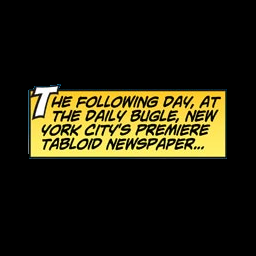 THE FOLLOWING DAY, AT
THE DAILY BUGLE, NEW
YORK CITY'S PREMIERE
TABLOID NEWSPAPER...